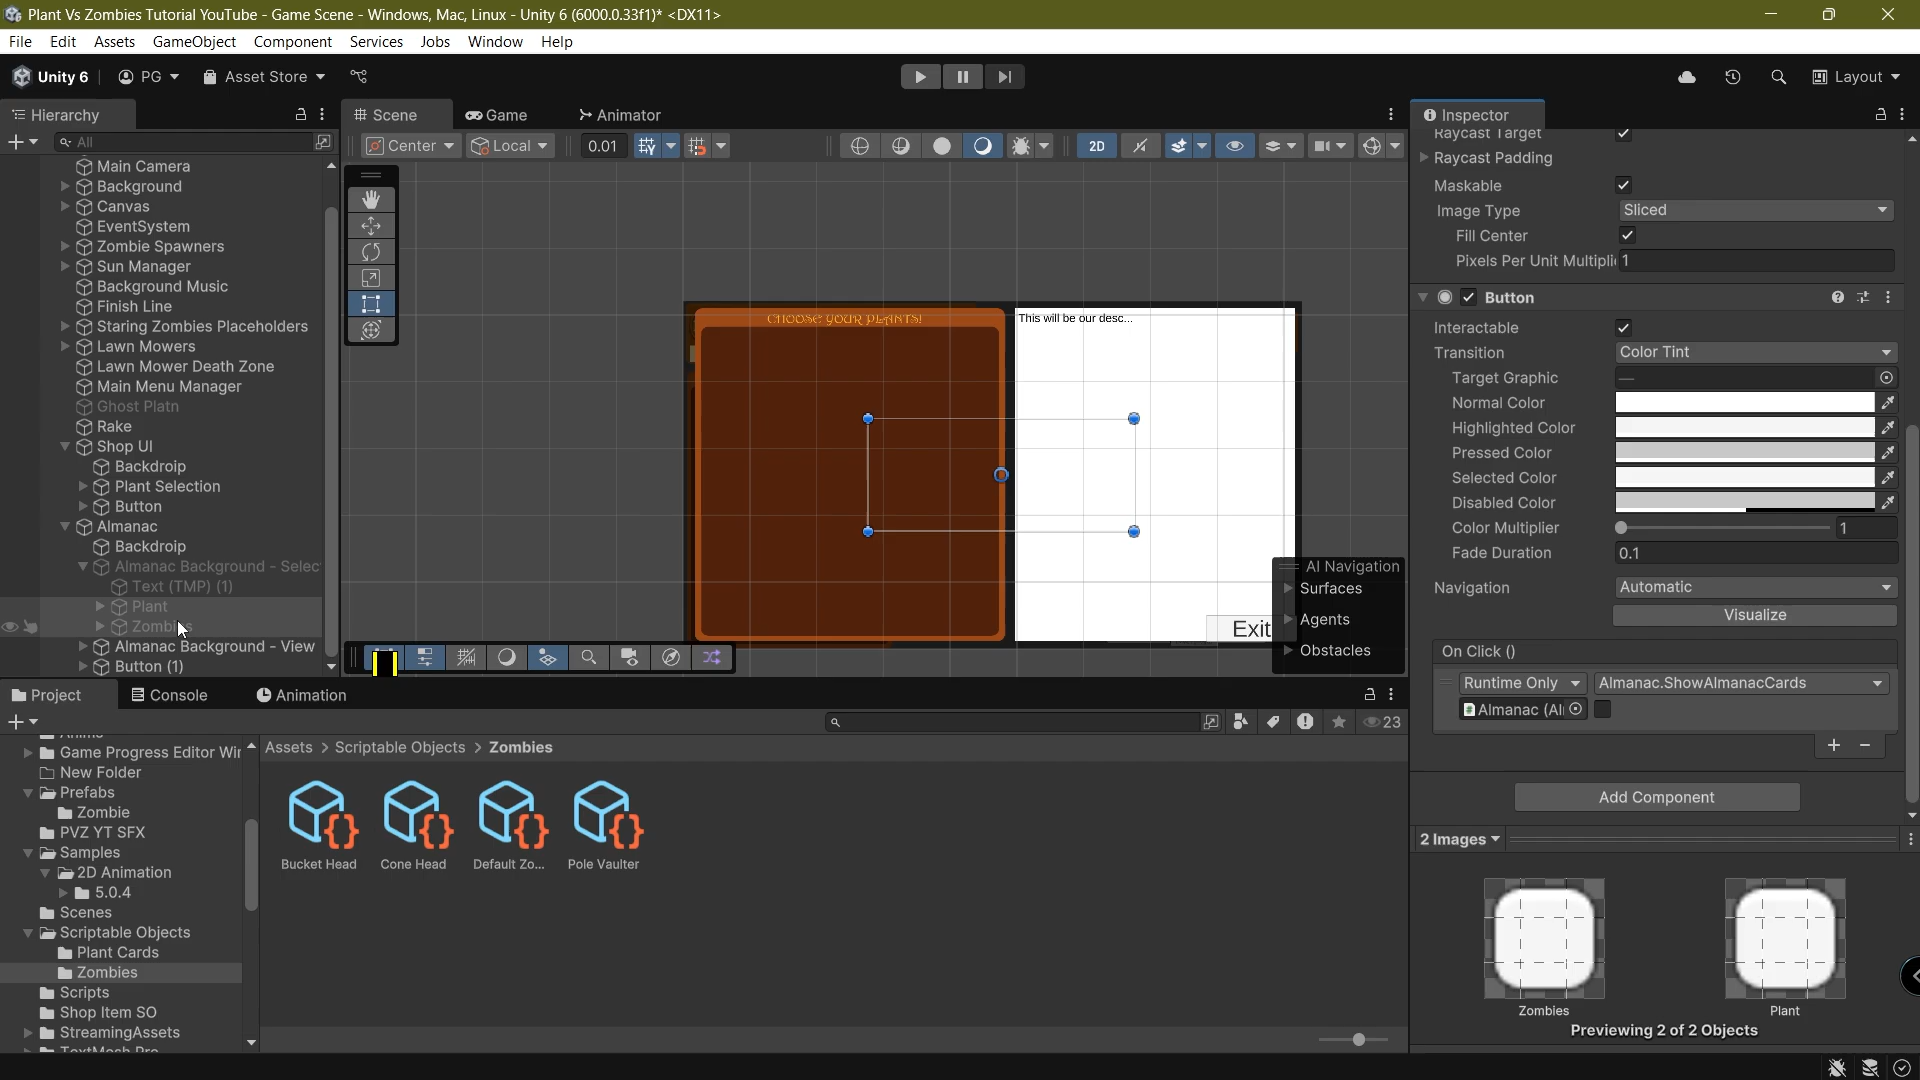 Plant Vs Zombies Tutorial YouTube - Game Scene - Windows, Mac, Linux - Unity 6 (6000.0.33f1)* <DX11>
File Edit Assets GameObject Component Services Jobs Window Help
Unity 6 PG Asset Store Layout
Hierarchy
All
Main Camera
Background
Canvas
EventSystem
Zombie Spawners
Sun Manager
Background Music
Finish Line
Staring Zombies Placeholders
Lawn Mowers
Lawn Mower Death Zone
Main Menu Manager
Ghost Platn
Rake
Shop UI
Backdroip
Plant Selection
Button
Almanac
Backdroip
Almanac Background - Selec
Text (TMP) (1)
Plant
Zombies
Almanac Background - View
Button (1)
Scene Game Animator
Center Local 0.01 2D
CHOOSE YOUR PLANTS!
This will be our desc...
Exit
AI Navigation
Surfaces
Agents
Obstacles
Inspector
Raycast Target
Raycast Padding
Maskable
Image Type Sliced
Fill Center
Pixels Per Unit Multipli 1
Button
Interactable
Transition Color Tint
Target Graphic —
Normal Color
Highlighted Color
Pressed Color
Selected Color
Disabled Color
Color Multiplier 1
Fade Duration 0.1
Navigation Automatic
Visualize
On Click ()
Runtime Only Almanac.ShowAlmanacCards
Almanac (Al
Add Component
2 Images
Zombies Plant
Previewing 2 of 2 Objects
Project Console Animation
23
Game Progress Editor Wir
New Folder
Prefabs
Zombie
PVZ YT SFX
Samples
2D Animation
5.0.4
Scenes
Scriptable Objects
Plant Cards
Zombies
Scripts
Shop Item SO
StreamingAssets
TextMesh Pro
Assets > Scriptable Objects > Zombies
Bucket Head Cone Head Default Zo... Pole Vaulter